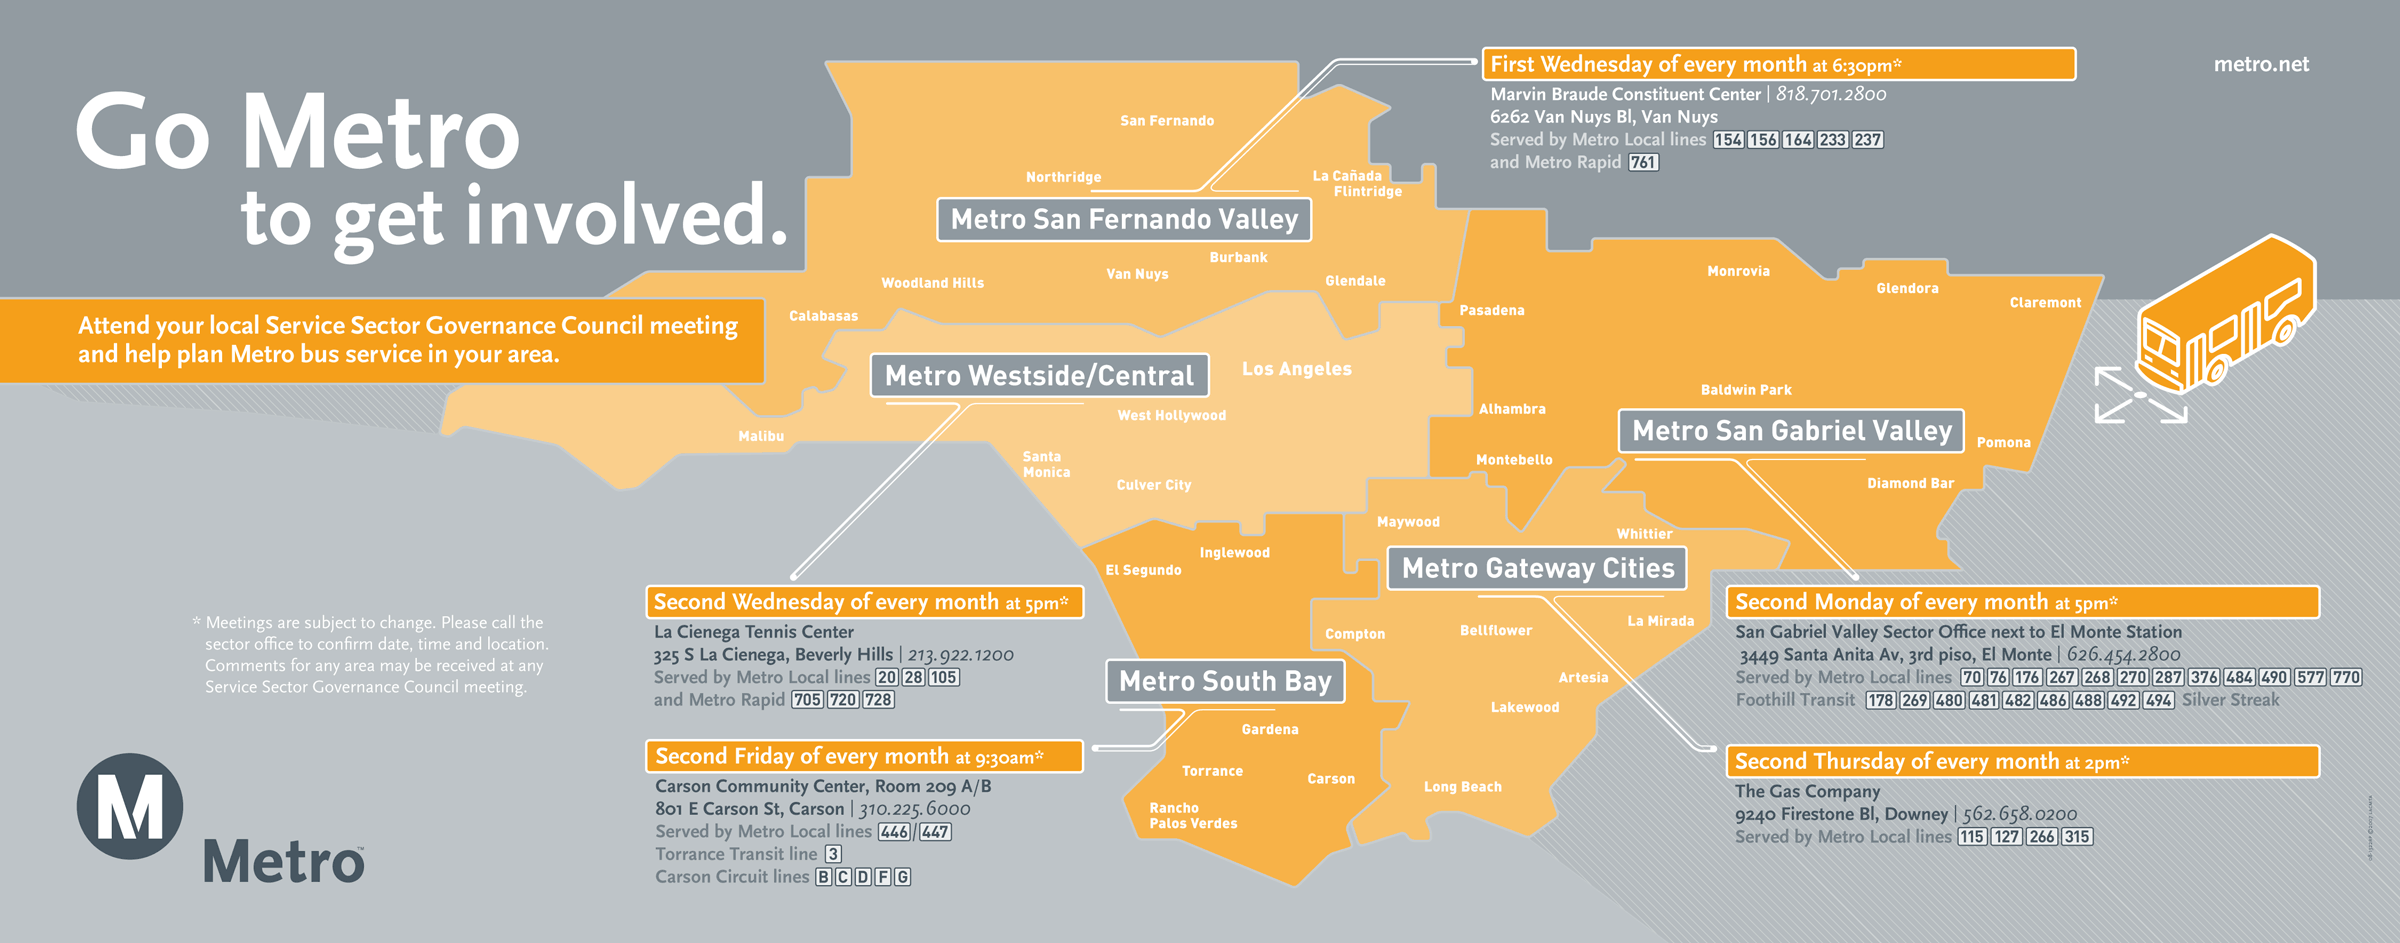 Go Metro
to get involved.
Attend your local Service Sector Governance Council meeting
and help plan Metro bus service in your area.
* Meetings are subject to change. Please call the
sector office to confirm date, time and location.
Comments for any area may be received at any
Service Sector Governance Council meeting.
M
Metro™
metro.net
First Wednesday of every month at 6:30pm*
Marvin Braude Constituent Center | 818.701.2800
6262 Van Nuys Bl, Van Nuys
Served by Metro Local lines 154 156 164 233 237
and Metro Rapid 761
San Fernando
Northridge
La Cañada
Flintridge
Metro San Fernando Valley
Burbank
Van Nuys
Glendale
Woodland Hills
Calabasas
Metro Westside/Central
Los Angeles
West Hollywood
Malibu
Santa
Monica
Culver City
Pasadena
Monrovia
Glendora
Claremont
Baldwin Park
Alhambra
Metro San Gabriel Valley
Pomona
Montebello
Diamond Bar
Maywood
Whittier
Metro Gateway Cities
Compton
Bellflower
La Mirada
Artesia
Lakewood
Long Beach
Inglewood
El Segundo
Metro South Bay
Gardena
Torrance
Carson
Rancho
Palos Verdes
Second Wednesday of every month at 5pm*
La Cienega Tennis Center
325 S La Cienega, Beverly Hills | 213.922.1200
Served by Metro Local lines 20 28 105
and Metro Rapid 705 720 728
Second Friday of every month at 9:30am*
Carson Community Center, Room 209 A/B
801 E Carson St, Carson | 310.225.6000
Served by Metro Local lines 446/447
Torrance Transit line 3
Carson Circuit lines B C D F G
Second Monday of every month at 5pm*
San Gabriel Valley Sector Office next to El Monte Station
3449 Santa Anita Av, 3rd piso, El Monte | 626.454.2800
Served by Metro Local lines 70 76 176 267 268 270 287 376 484 490 577 770
Foothill Transit 178 269 480 481 482 486 488 492 494 Silver Streak
Second Thursday of every month at 2pm*
The Gas Company
9240 Firestone Bl, Downey | 562.658.0200
Served by Metro Local lines 115 127 266 315